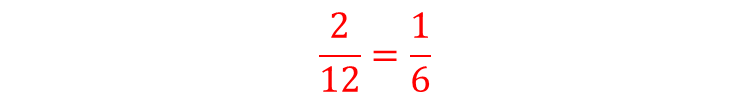 2/12 = 1/6